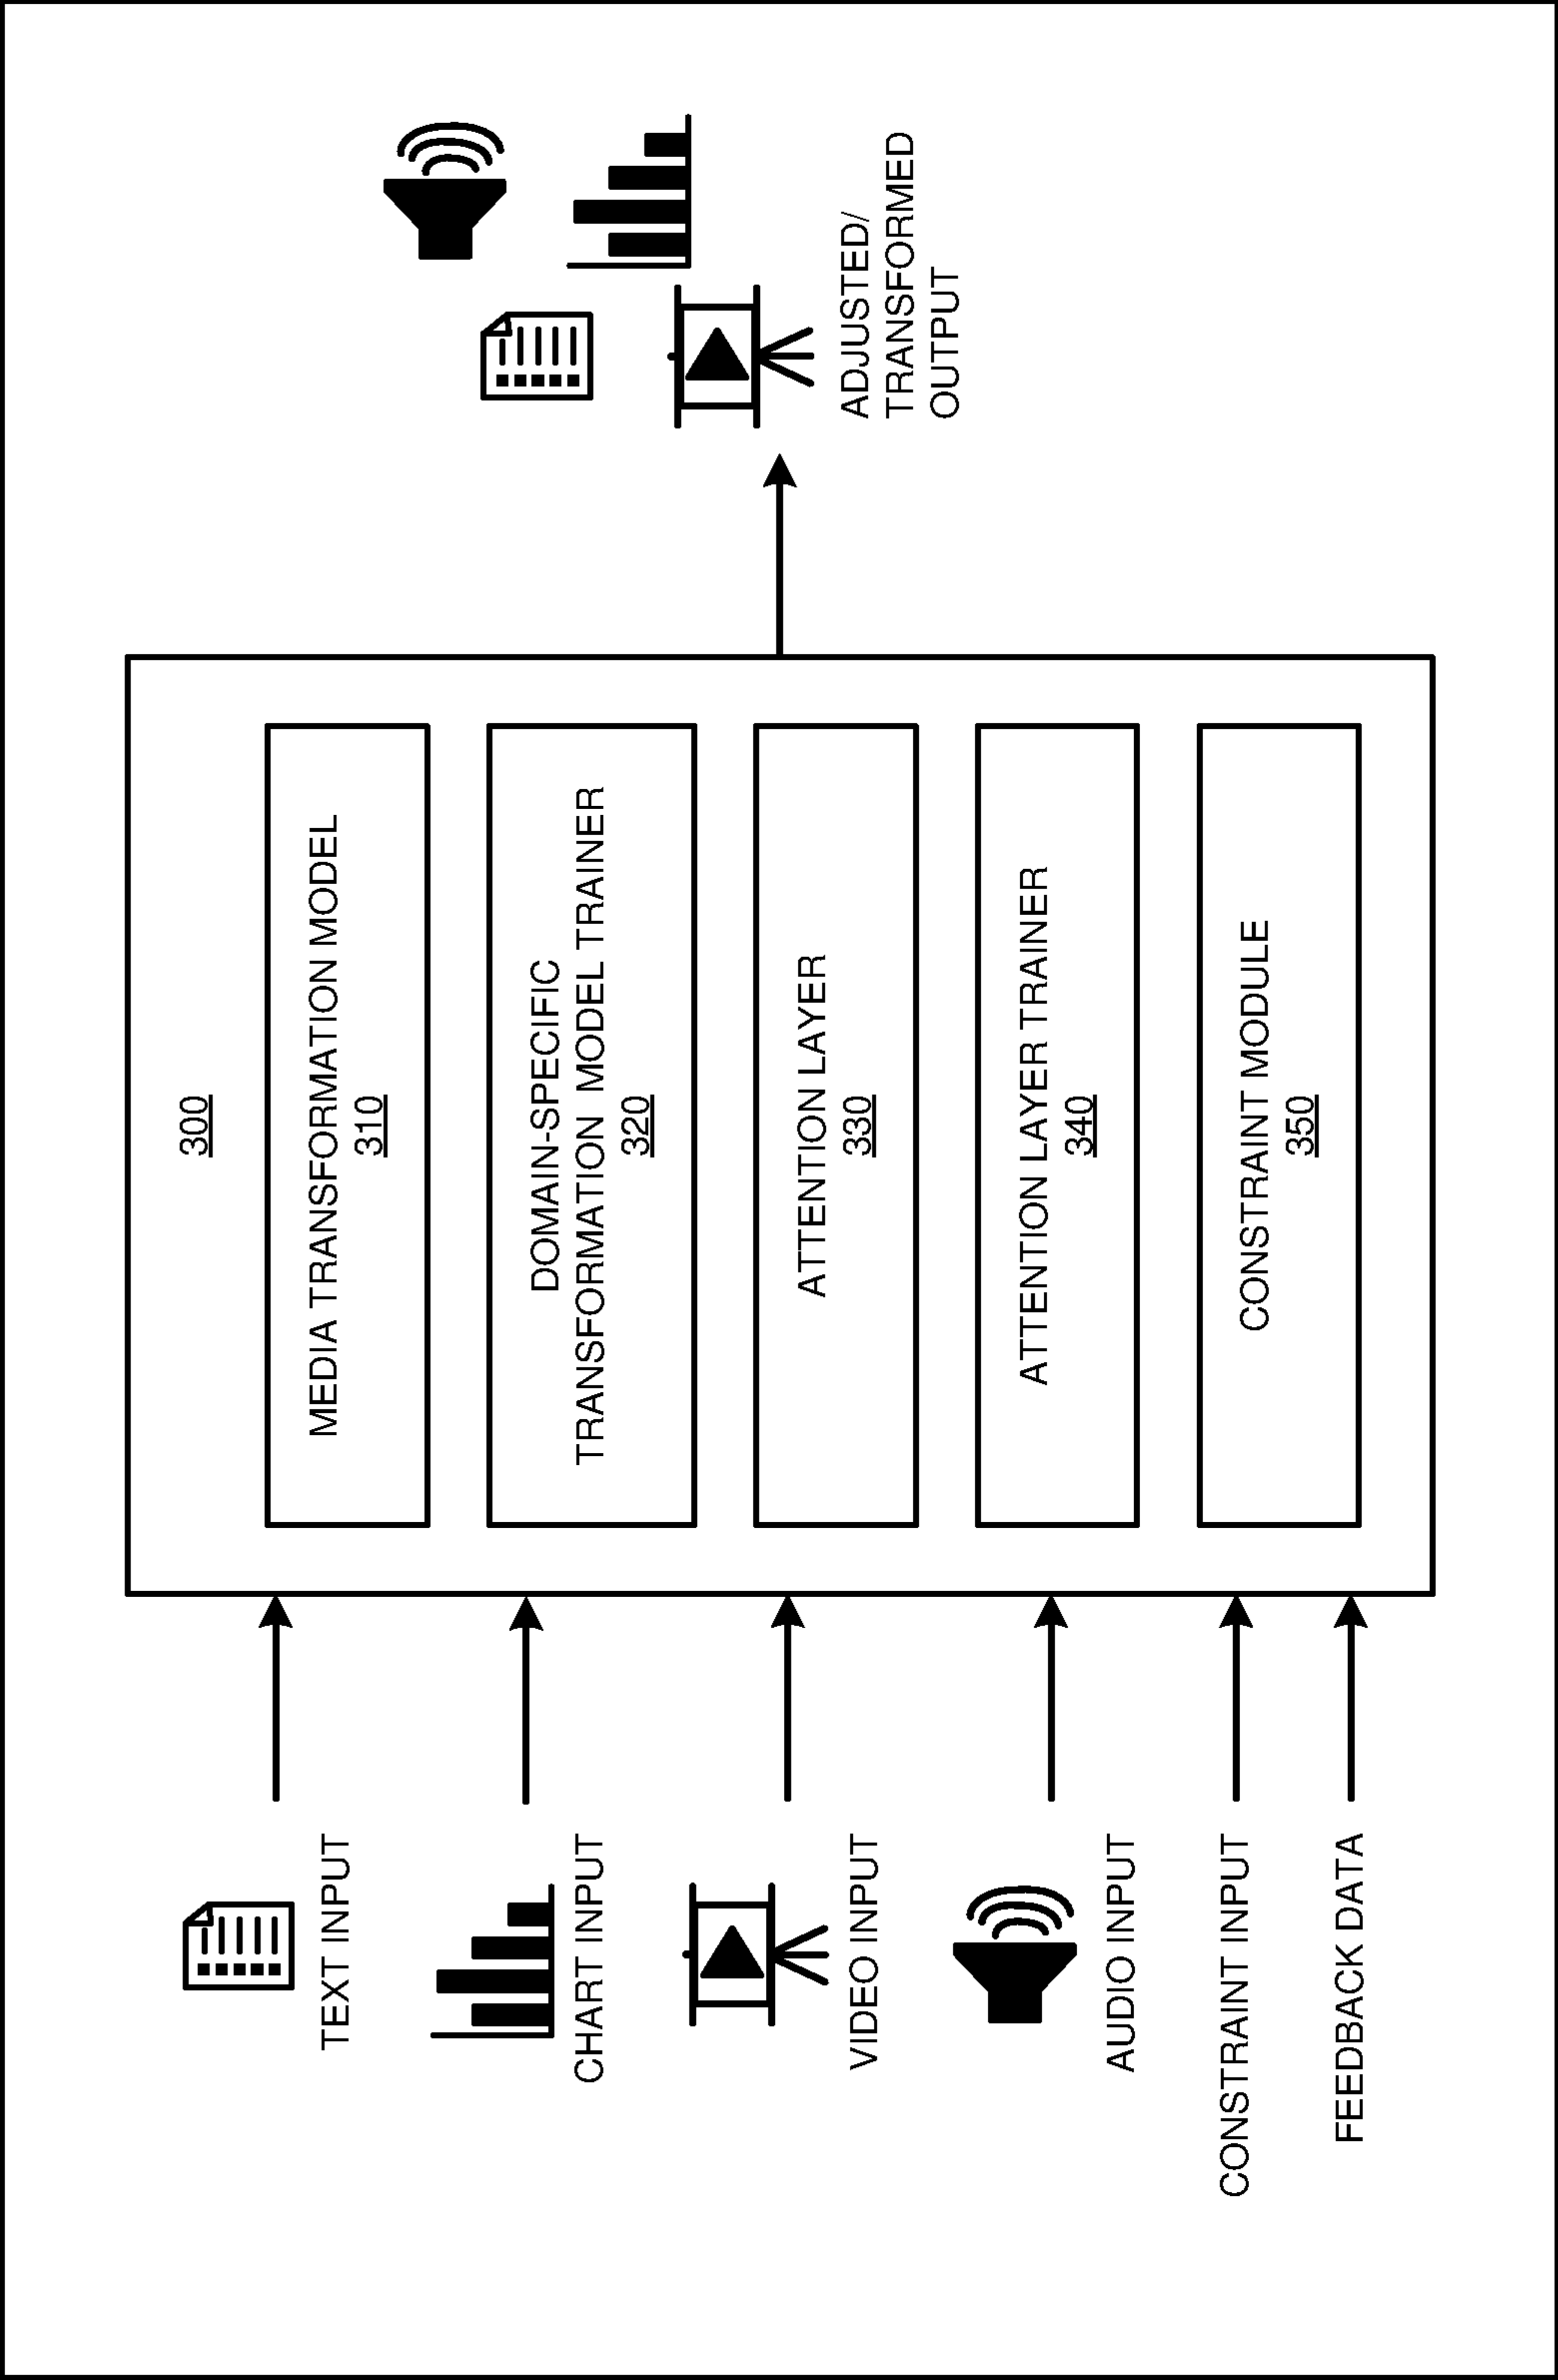 TEXT INPUT
CHART INPUT
VIDEO INPUT
AUDIO INPUT
CONSTRAINT INPUT
FEEDBACK DATA
300
MEDIA TRANSFORMATION MODEL
310
DOMAIN-SPECIFIC
TRANSFORMATION MODEL TRAINER
320
ATTENTION LAYER
330
ATTENTION LAYER TRAINER
340
CONSTRAINT MODULE
350
ADJUSTED/
TRANSFORMED
OUTPUT